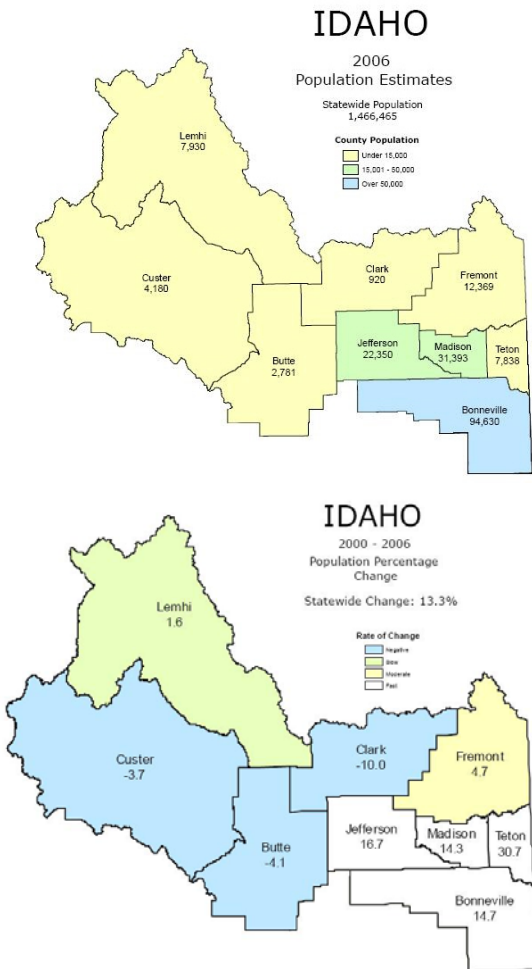 IDAHO
2006
Population Estimates
Statewide Population
1,466,465
County Population
Under 15,000
15,001 - 50,000
Over 50,000
Lemhi
7,930
Custer
4,180
Clark
920
Fremont
12,369
Jefferson
22,350
Madison
31,393
Teton
7,838
Butte
2,781
Bonneville
94,630
IDAHO
2000 - 2006
Population Percentage
Change
Statewide Change: 13.3%
Rate of Change
Negative
Slow
Moderate
Fast
Lemhi
1.6
Custer
-3.7
Clark
-10.0
Fremont
4.7
Jefferson
16.7
Madison
14.3
Teton
30.7
Butte
-4.1
Bonneville
14.7